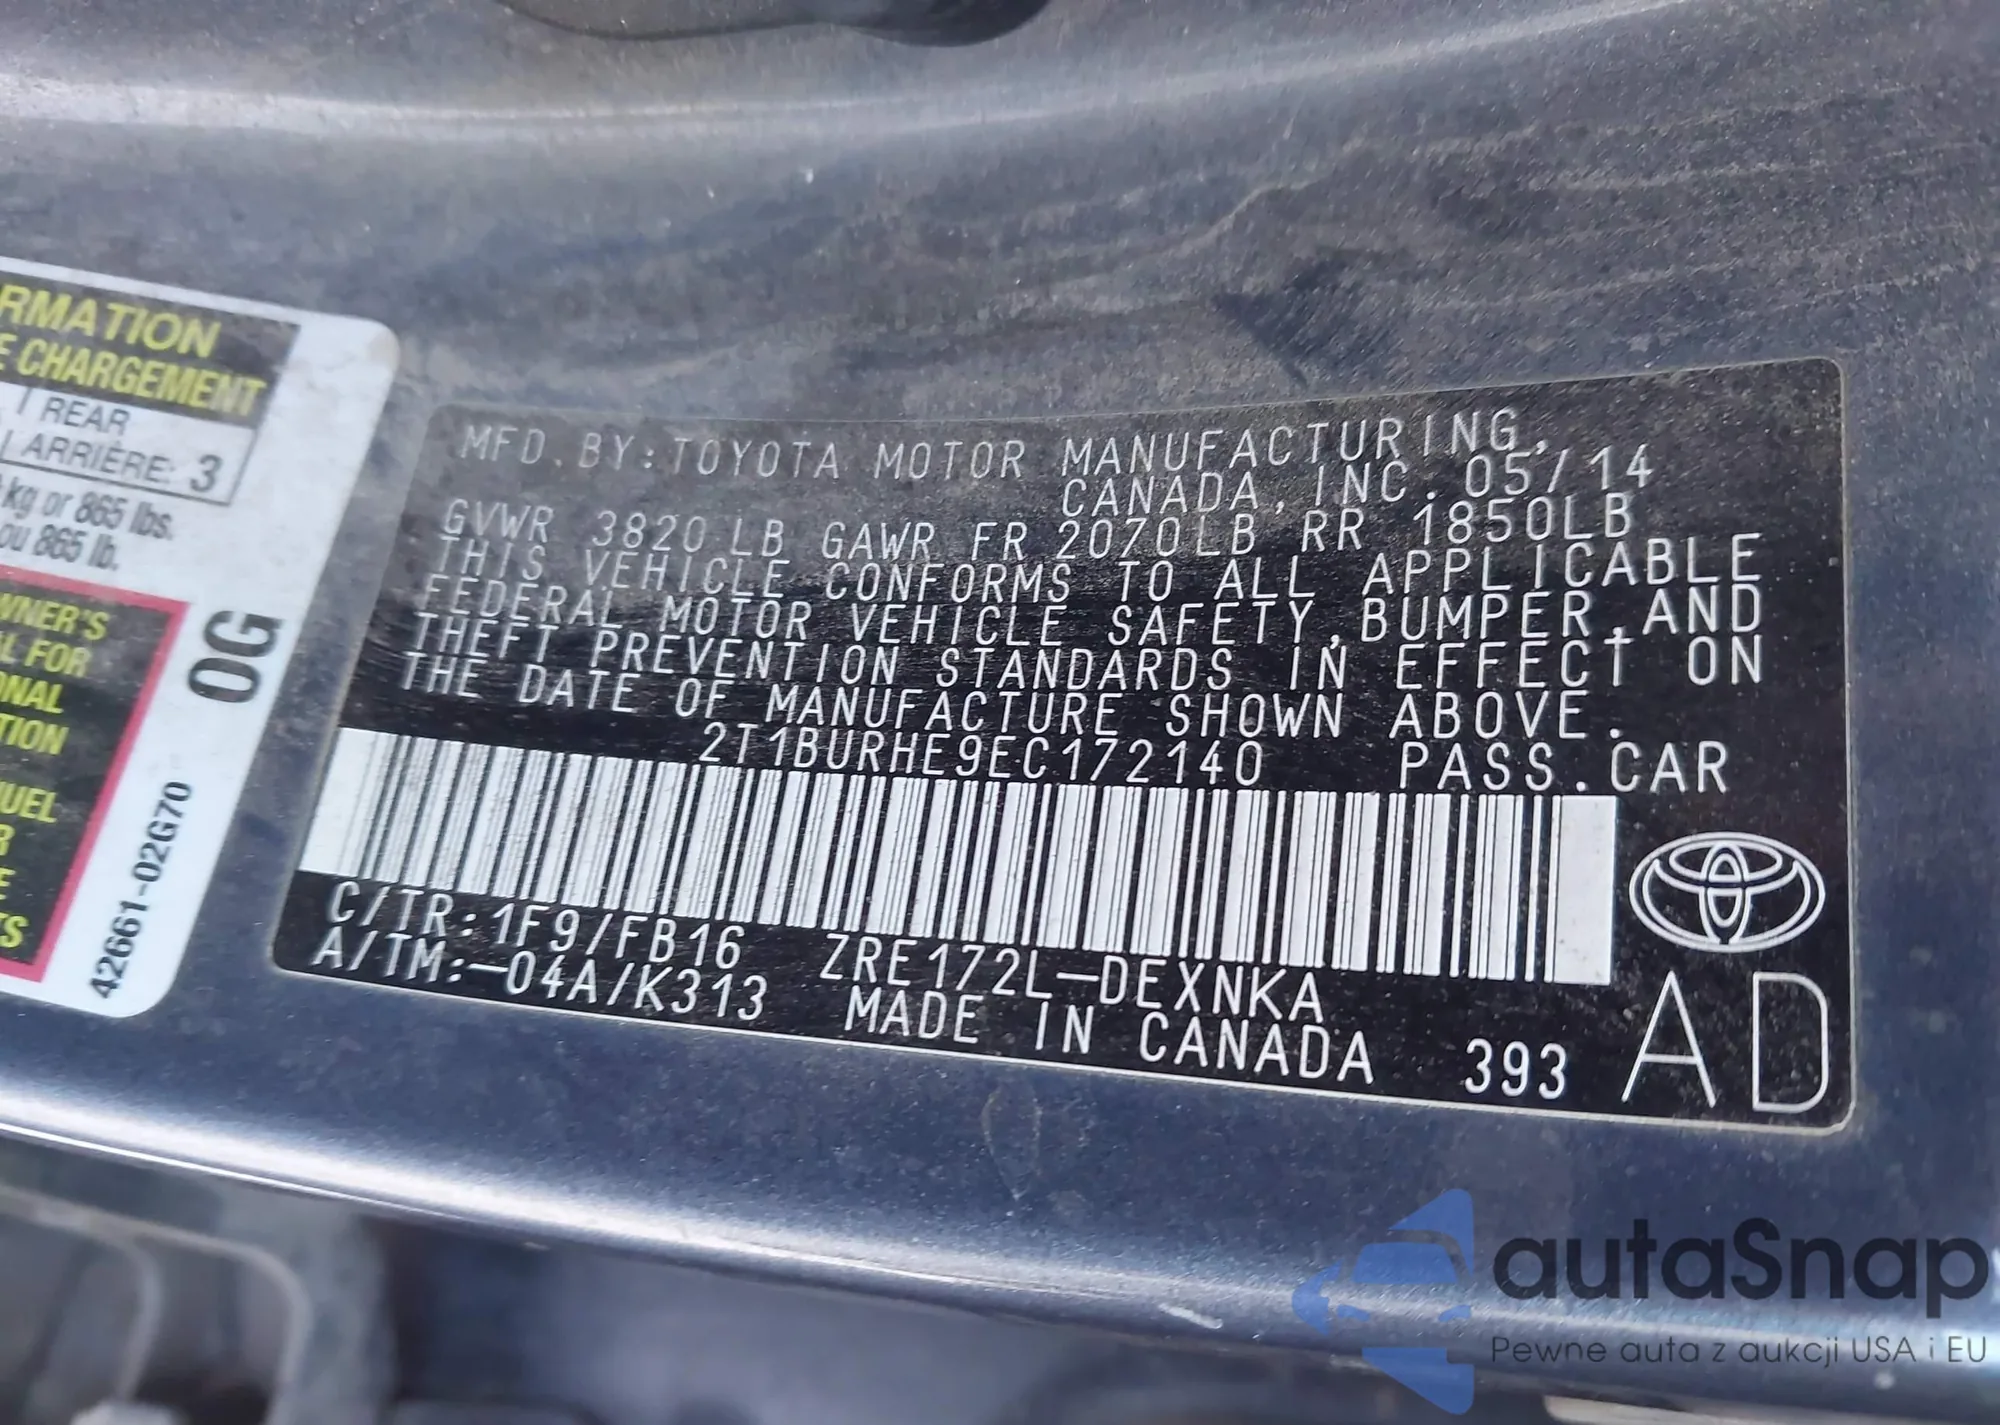 RMATION
E CHARGEMENT
REAR
ARRIÈRE: 3
kg or 865 lbs.
ou 865 lb.
WNER'S
L FOR
ONAL
TION
UEL
R
E
TS
0G
42661-02G70
MFD. BY: TOYOTA MOTOR MANUFACTURING,
CANADA, INC. 05/14
GVWR 3820 LB GAWR FR 2070LB RR 1850LB
THIS VEHICLE CONFORMS TO ALL APPLICABLE
FEDERAL MOTOR VEHICLE SAFETY, BUMPER, AND
THEFT PREVENTION STANDARDS IN EFFECT ON
THE DATE OF MANUFACTURE SHOWN ABOVE.
2T1BURHE9EC172140 PASS. CAR
C/TR: 1F9/FB16 ZRE172L-DEXNKA
A/TM:-04A/K313 MADE IN CANADA 393 AD
autaSnap
Pewne auta z aukcji USA i EU